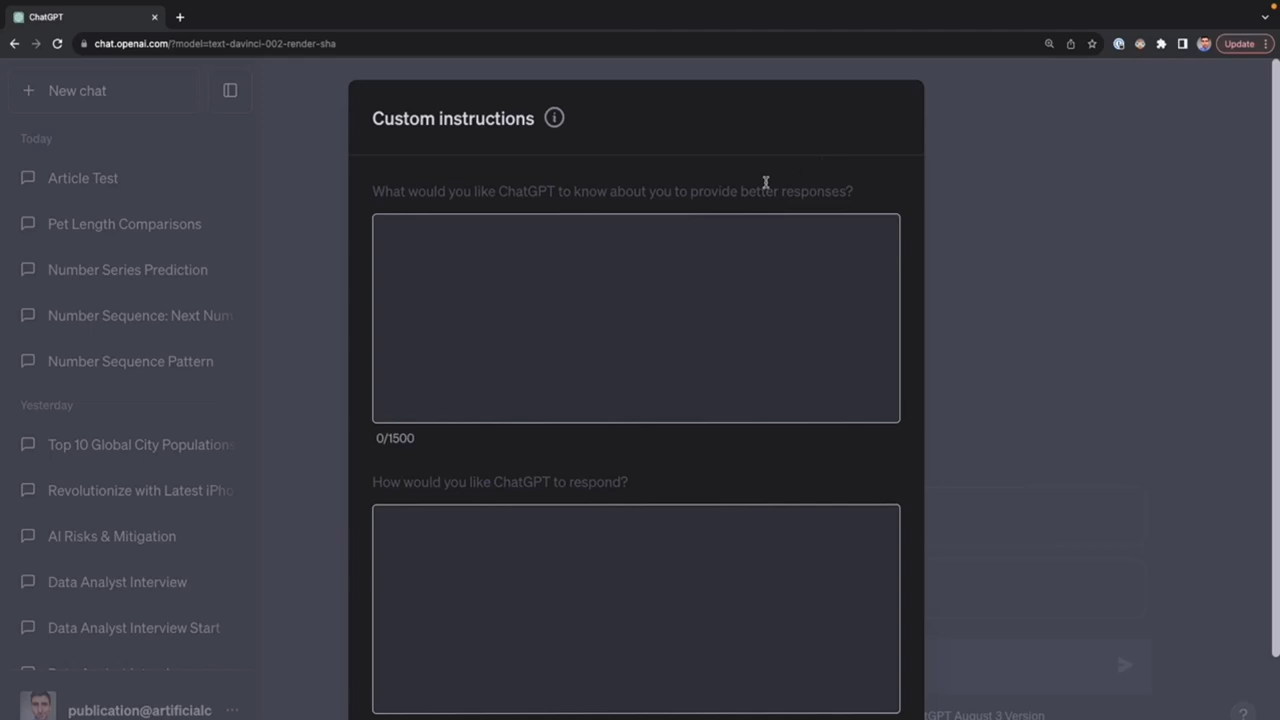 ChatGPT
chat.openai.com/?model=text-davinci-002-render-sha
Update
New chat
Today
Article Test
Pet Length Comparisons
Number Series Prediction
Number Sequence: Next Num
Number Sequence Pattern
Yesterday
Top 10 Global City Populations
Revolutionize with Latest iPho
AI Risks & Mitigation
Data Analyst Interview
Data Analyst Interview Start
publication@artificialc
Custom instructions
What would you like ChatGPT to know about you to provide better responses?
0/1500
How would you like ChatGPT to respond?
tGPT August 3 Version
?